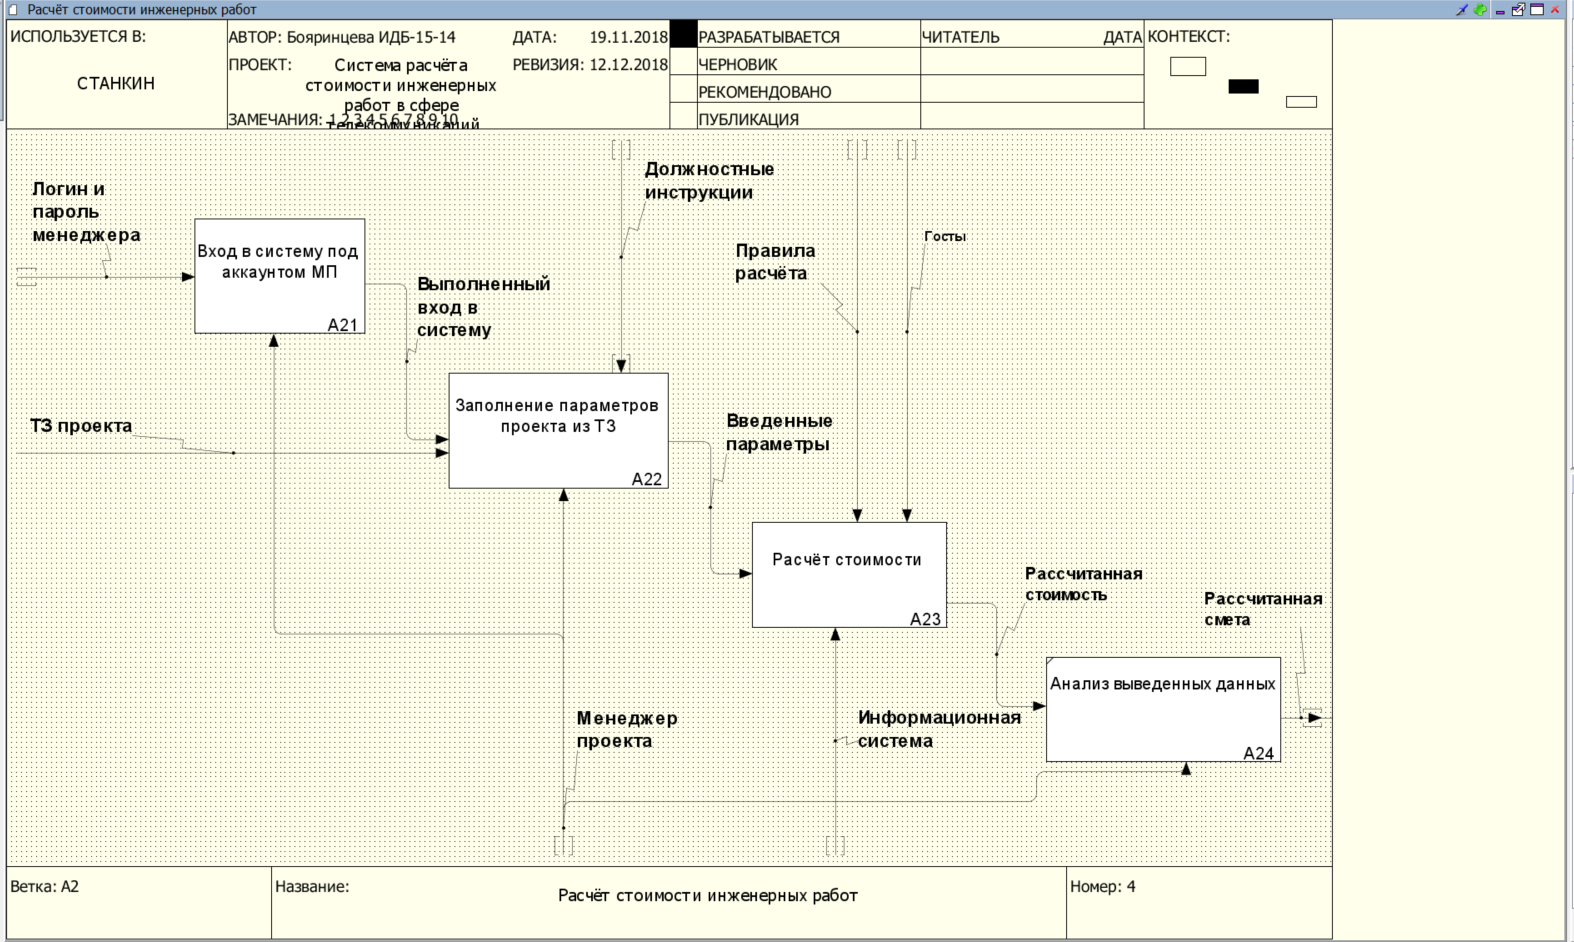 Расчёт стоимости инженерных работ
ИСПОЛЬЗУЕТСЯ В:
СТАНКИН
АВТОР: Бояринцева ИДБ-15-14
ДАТА: 19.11.2018
ПРОЕКТ:
Система расчёта
стоимости инженерных
работ в сфере
телекоммуникаций
РЕВИЗИЯ: 12.12.2018
ЗАМЕЧАНИЯ: 1 2 3 4 5 6 7 8 9 10
РАЗРАБАТЫВАЕТСЯ
ЧЕРНОВИК
РЕКОМЕНДОВАНО
ПУБЛИКАЦИЯ
ЧИТАТЕЛЬ
ДАТА
КОНТЕКСТ:
Должностные
инструкции
Логин и
пароль
менеджера
Вход в систему под
аккаунтом МП
A21
Правила
расчёта
Госты
Выполненный
вход в
систему
ТЗ проекта
Заполнение параметров
проекта из ТЗ
A22
Введенные
параметры
Расчёт стоимости
A23
Рассчитанная
стоимость
Рассчитанная
смета
Анализ выведенных данных
A24
Менеджер
проекта
Информационная
система
Ветка: A2
Название:
Расчёт стоимости инженерных работ
Номер: 4